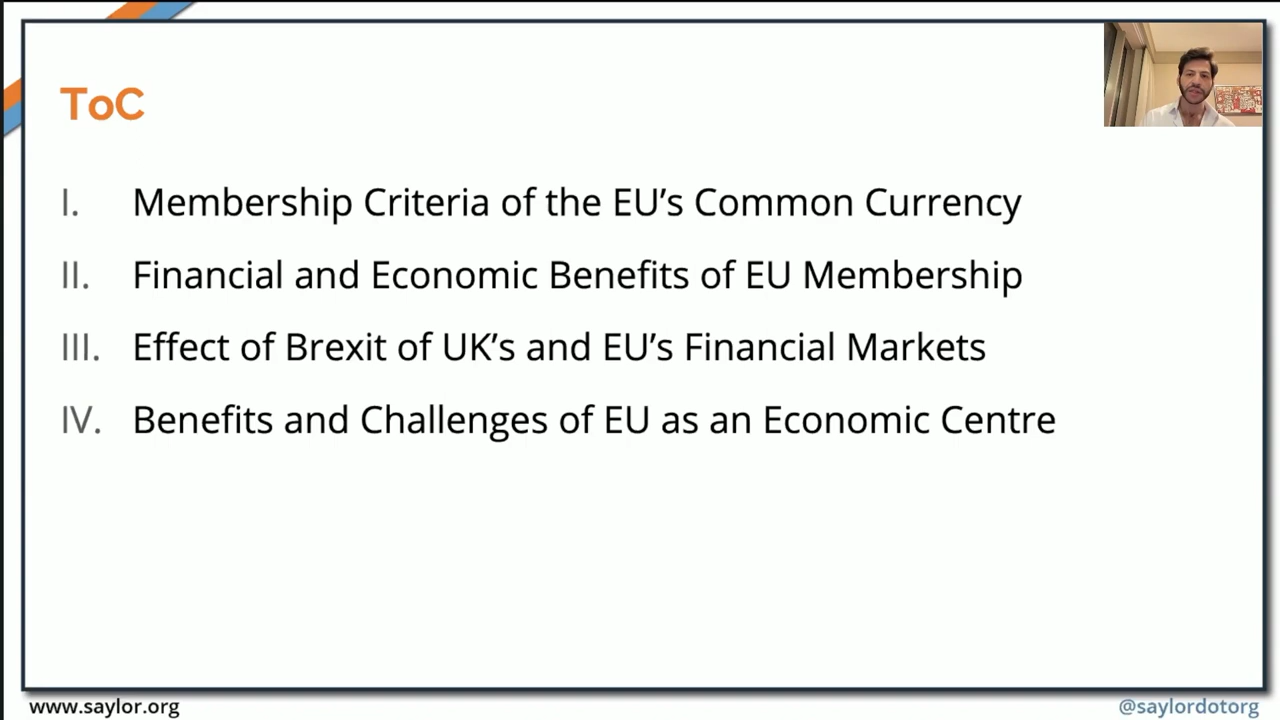 ToC
I. Membership Criteria of the EU’s Common Currency
II. Financial and Economic Benefits of EU Membership
III. Effect of Brexit of UK’s and EU’s Financial Markets
IV. Benefits and Challenges of EU as an Economic Centre
www.saylor.org
@saylordotorg